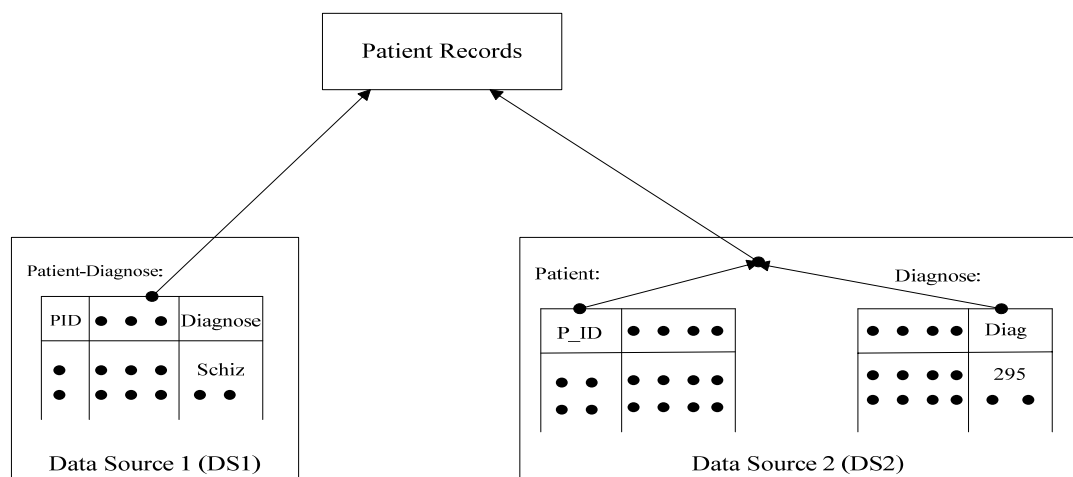 Patient Records
Patient-Diagnose:
PID
Diagnose
Schiz
Data Source 1 (DS1)
Patient:
Diagnose:
P_ID
Diag
295
Data Source 2 (DS2)